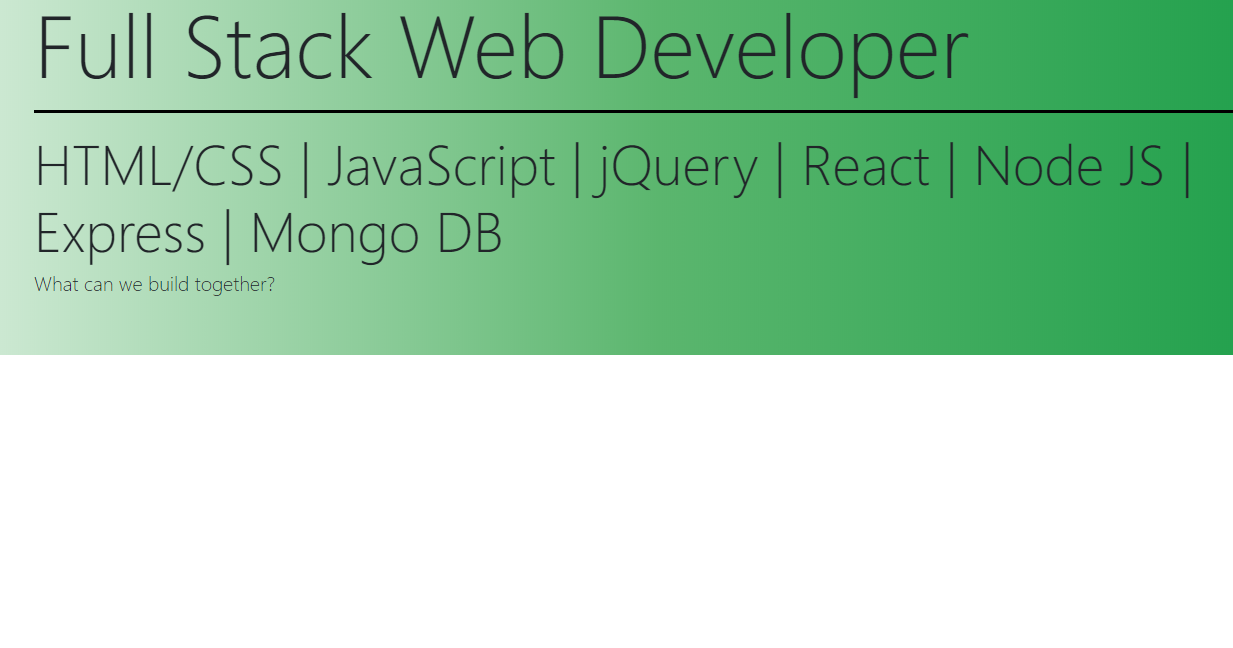 Full Stack Web Developer
HTML/CSS | JavaScript | jQuery | React | Node JS |
Express | Mongo DB
What can we build together?